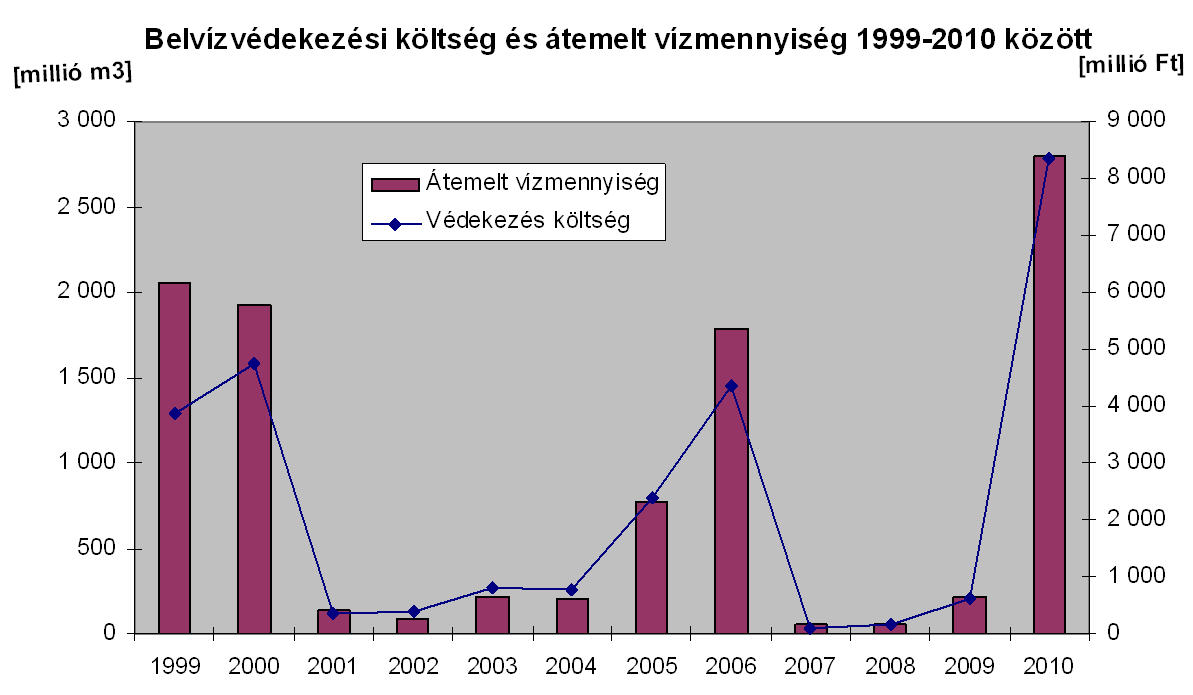 Belvízvédekezési költség és átemelt vízmennyiség 1999-2010 között
[millió m3]
[millió Ft]
3 000
2 500
2 000
1 500
1 000
500
0
Átemelt vízmennyiség
Védekezés költség
9 000
8 000
7 000
6 000
5 000
4 000
3 000
2 000
1 000
0
1999 2000 2001 2002 2003 2004 2005 2006 2007 2008 2009 2010